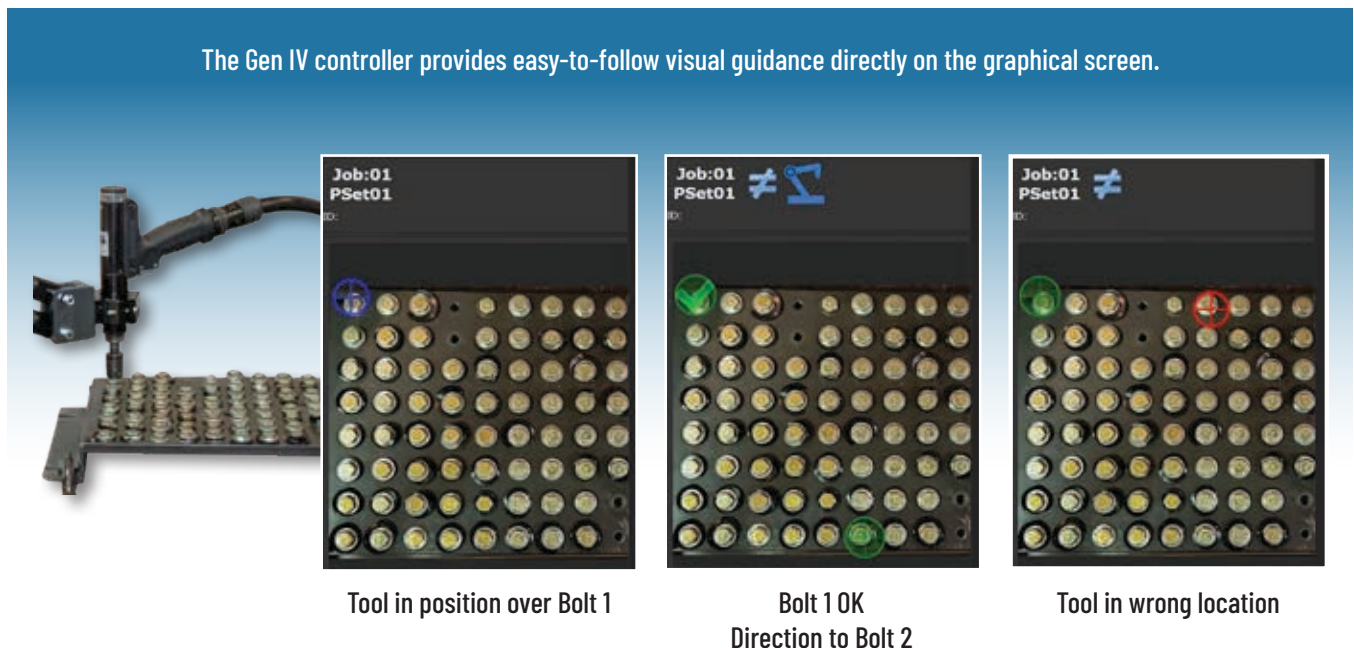 The Gen IV controller provides easy-to-follow visual guidance directly on the graphical screen.
Job:01
PSet01
ID:
Job:01
PSet01
ID:
Job:01
PSet01
ID:
Tool in position over Bolt 1
Bolt 1 OK
Direction to Bolt 2
Tool in wrong location